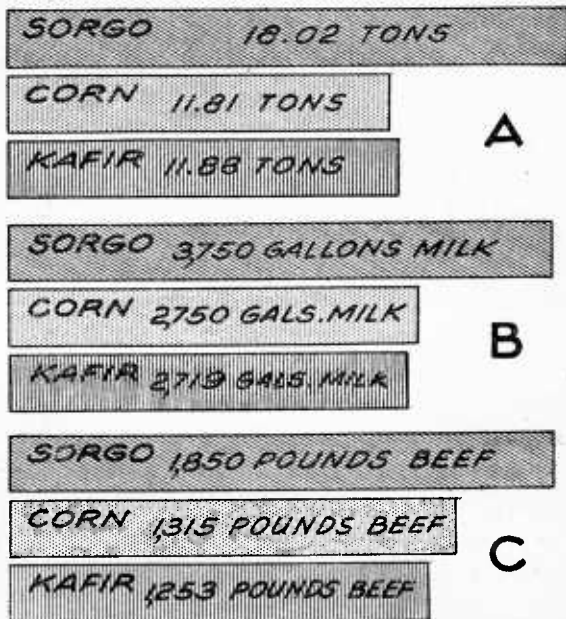 SORGO 18.02 TONS
CORN 11.81 TONS
KAFIR 11.88 TONS
A
SORGO 3,750 GALLONS MILK
CORN 2,750 GALS. MILK
KAFIR 2,719 GALS. MILK
B
SORGO 1,850 POUNDS BEEF
CORN 1,315 POUNDS BEEF
KAFIR 1,253 POUNDS BEEF
C